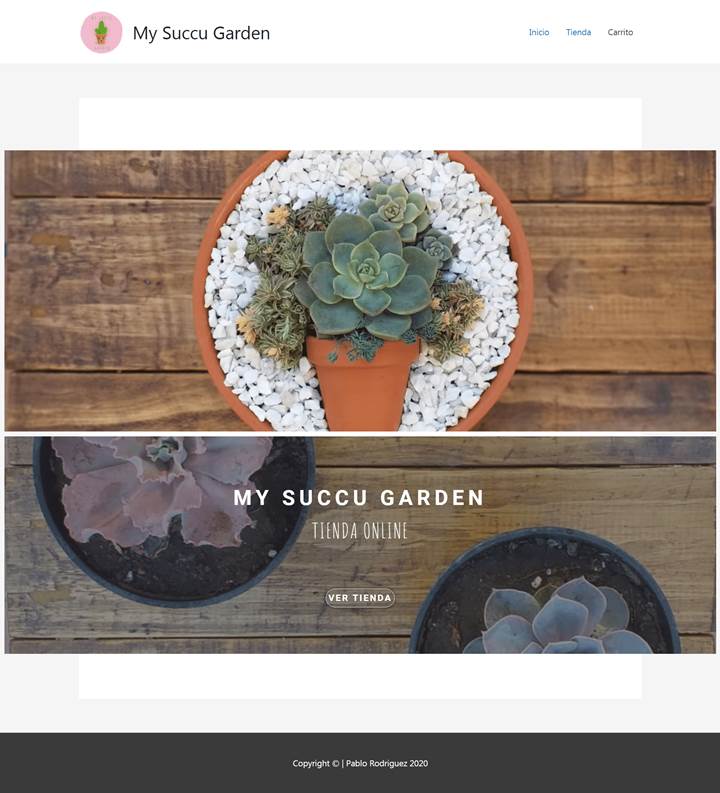 My Succu Garden
Inicio Tienda Carrito
MY SUCCU GARDEN
TIENDA ONLINE
VER TIENDA
Copyright © | Pablo Rodriguez 2020